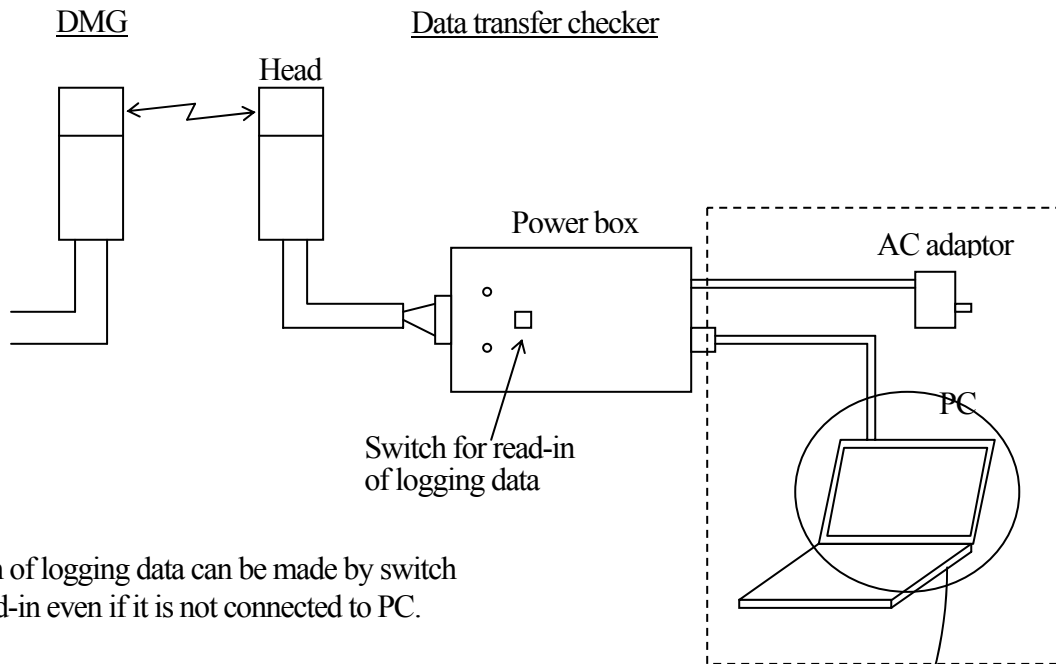 DMG
Data transfer checker
Head
Power box
AC adaptor
PC
Switch for read-in
of logging data
of logging data can be made by switch
even if it is not connected to PC.